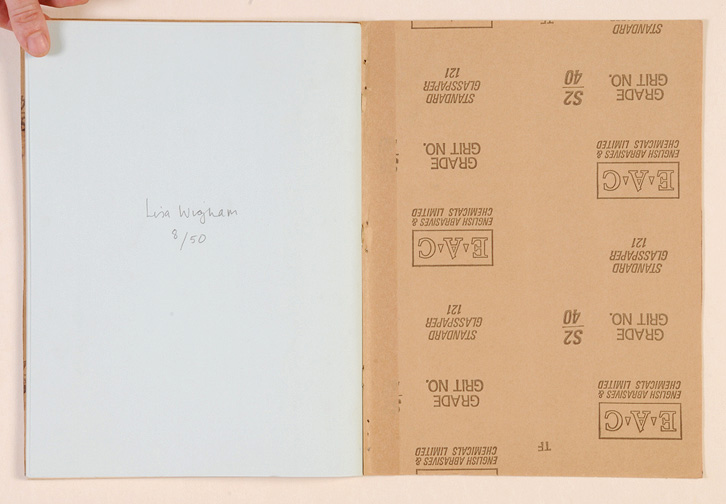 Lisa Wigham
8/50
ENGLISH ABRASIVES &
CHEMICALS LIMITED
TF
E·A·C
ENGLISH ABRASIVES &
CHEMICALS LIMITED
GRADE
GRIT NO.
GRADE
GRIT NO.
S2
40
STANDARD
GLASSPAPER
121
STANDARD
GLASSPAPER
121
E·A·C
ENGLISH ABRASIVES &
CHEMICALS LIMITED
E·A·C
ENGLISH ABRASIVES &
CHEMICALS LIMITED
GRADE
GRIT NO.
GRADE
GRIT NO.
S2
40
STANDARD
GLASSPAPER
121
STANDARD
TF